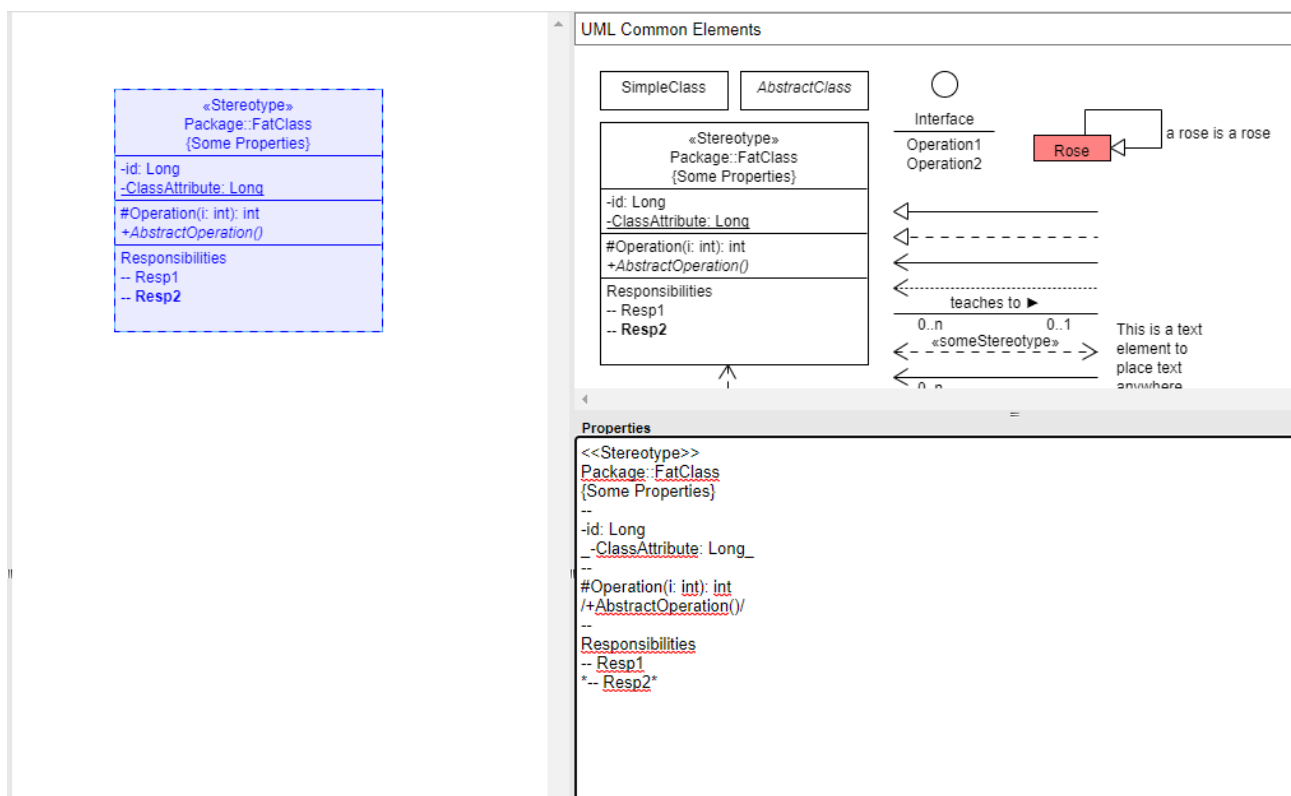 «Stereotype»
Package::FatClass
{Some Properties}
-id: Long
-ClassAttribute: Long
#Operation(i: int): int
+AbstractOperation()
Responsibilities
-- Resp1
-- Resp2
UML Common Elements
SimpleClass
AbstractClass
«Stereotype»
Package::FatClass
{Some Properties}
-id: Long
-ClassAttribute: Long
#Operation(i: int): int
+AbstractOperation()
Responsibilities
-- Resp1
-- Resp2
Interface
Operation1
Operation2
Rose
a rose is a rose
teaches to ►
0..n 0..1
«someStereotype»
0..n
This is a text
element to
place text
anywhere
Properties
<<Stereotype>>
Package::FatClass
{Some Properties}
--
-id: Long
_-ClassAttribute: Long_
--
#Operation(i: int): int
/+AbstractOperation()/
--
Responsibilities
-- Resp1
*-- Resp2*